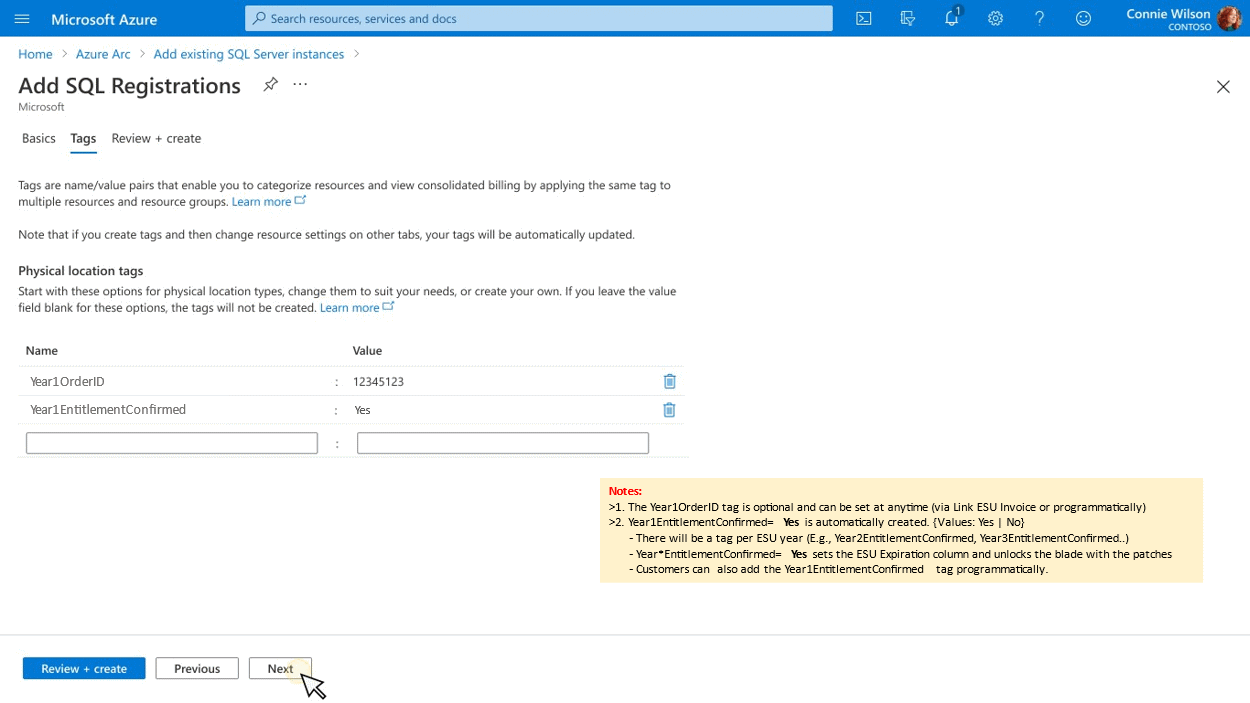 Microsoft Azure
Search resources, services and docs
1
Connie Wilson
CONTOSO
Home > Azure Arc > Add existing SQL Server instances >
Add SQL Registrations
Microsoft
Basics Tags Review + create
Tags are name/value pairs that enable you to categorize resources and view consolidated billing by applying the same tag to
multiple resources and resource groups. Learn more
Note that if you create tags and then change resource settings on other tabs, your tags will be automatically updated.
Physical location tags
Start with these options for physical location types, change them to suit your needs, or create your own. If you leave the value
field blank for these options, the tags will not be created. Learn more
Name Value
Year1OrderID : 12345123
Year1EntitlementConfirmed : Yes
:
Notes:
>1. The Year1OrderID tag is optional and can be set at anytime (via Link ESU Invoice or programmatically)
>2. Year1EntitlementConfirmed= Yes is automatically created. {Values: Yes | No}
- There will be a tag per ESU year (E.g., Year2EntitlementConfirmed, Year3EntitlementConfirmed..)
- Year*EntitlementConfirmed= Yes sets the ESU Expiration column and unlocks the blade with the patches
- Customers can also add the Year1EntitlementConfirmed tag programmatically.
Review + create Previous Next